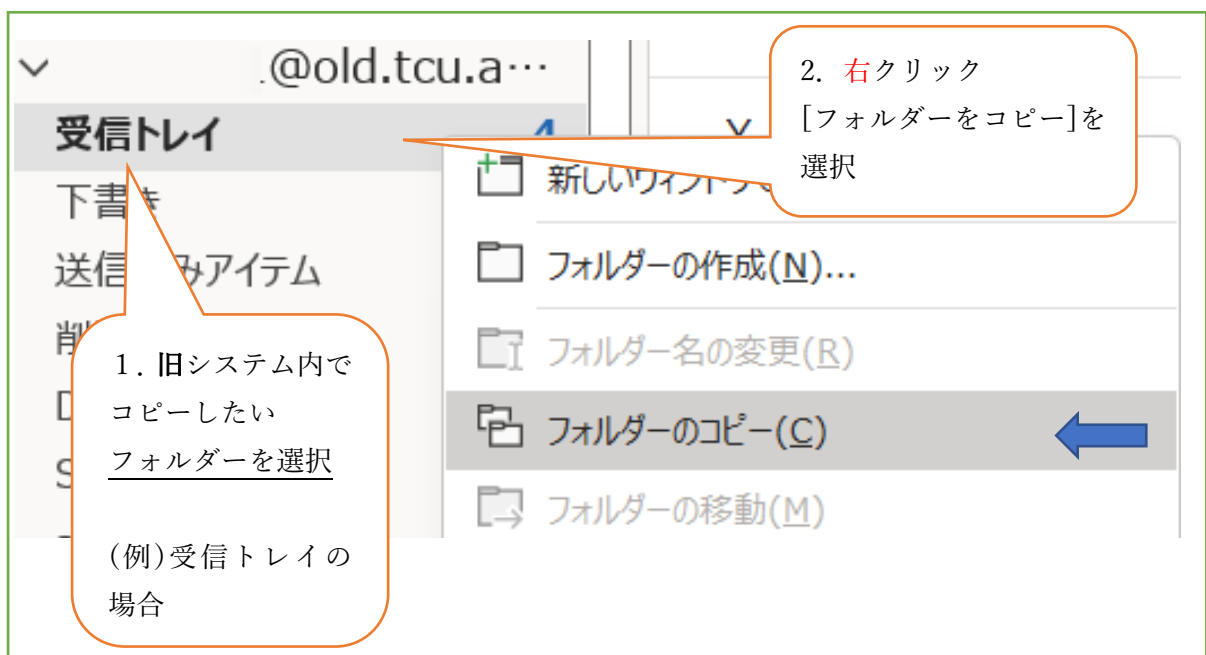 .@old.tcu.a…
受信トレイ
下書き
送信 みアイテム
2. 右クリック
[フォルダーをコピー]を
選択
新しいウィンドウで
フォルダーの作成(N)...
フォルダー名の変更(R)
フォルダーのコピー(C)
フォルダーの移動(M)
1. 旧システム内で
コピーしたい
フォルダーを選択
(例)受信トレイの
場合